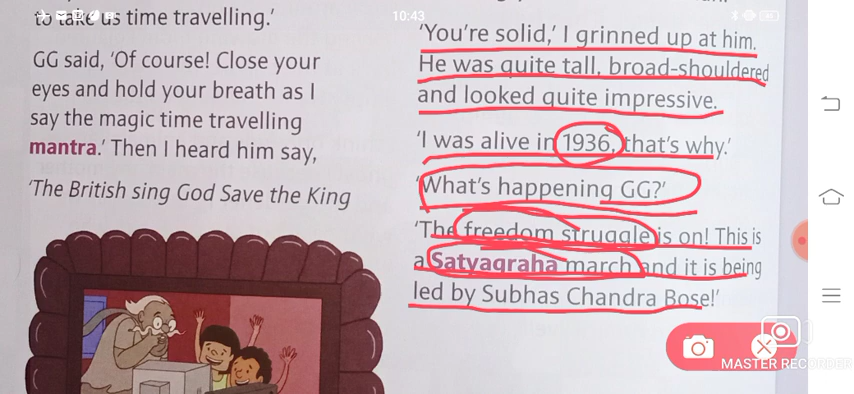 10:43
to take us time travelling.'
GG said, 'Of course! Close your
eyes and hold your breath as I
say the magic time travelling
mantra.' Then I heard him say,
'The British sing God Save the King
'You're solid,' I grinned up at him.
He was quite tall, broad-shouldered
and looked quite impressive.
'I was alive in 1936, that's why.'
'What's happening GG?'
'The freedom struggle is on! This is
a Satyagraha march and it is being
led by Subhas Chandra Bose!'
MASTER RECORDER